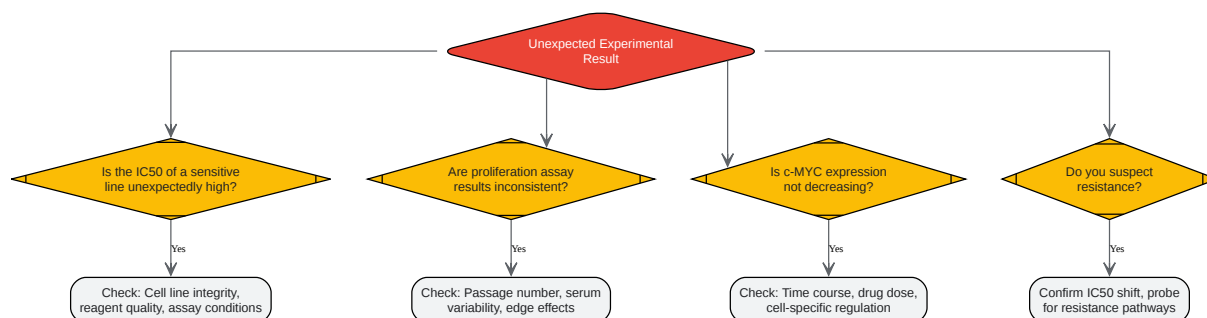 Unexpected Experimental
Result
Is the IC50 of a sensitive
line unexpectedly high?
Are proliferation assay
results inconsistent?
Is c-MYC expression
not decreasing?
Do you suspect
resistance?
Yes
Yes
Yes
Yes
Check: Cell line integrity,
reagent quality, assay conditions
Check: Passage number, serum
variability, edge effects
Check: Time course, drug dose,
cell-specific regulation
Confirm IC50 shift, probe
for resistance pathways